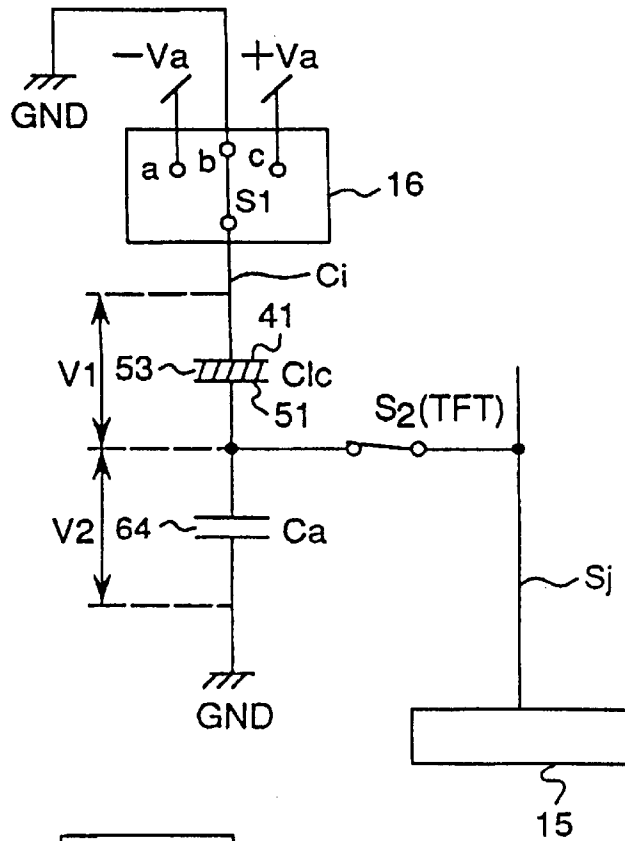 −Va +Va
GND
a b c
S1
16
Ci
41
V1 53 Clc
51
S2(TFT)
V2 64 Ca
Sj
GND
15